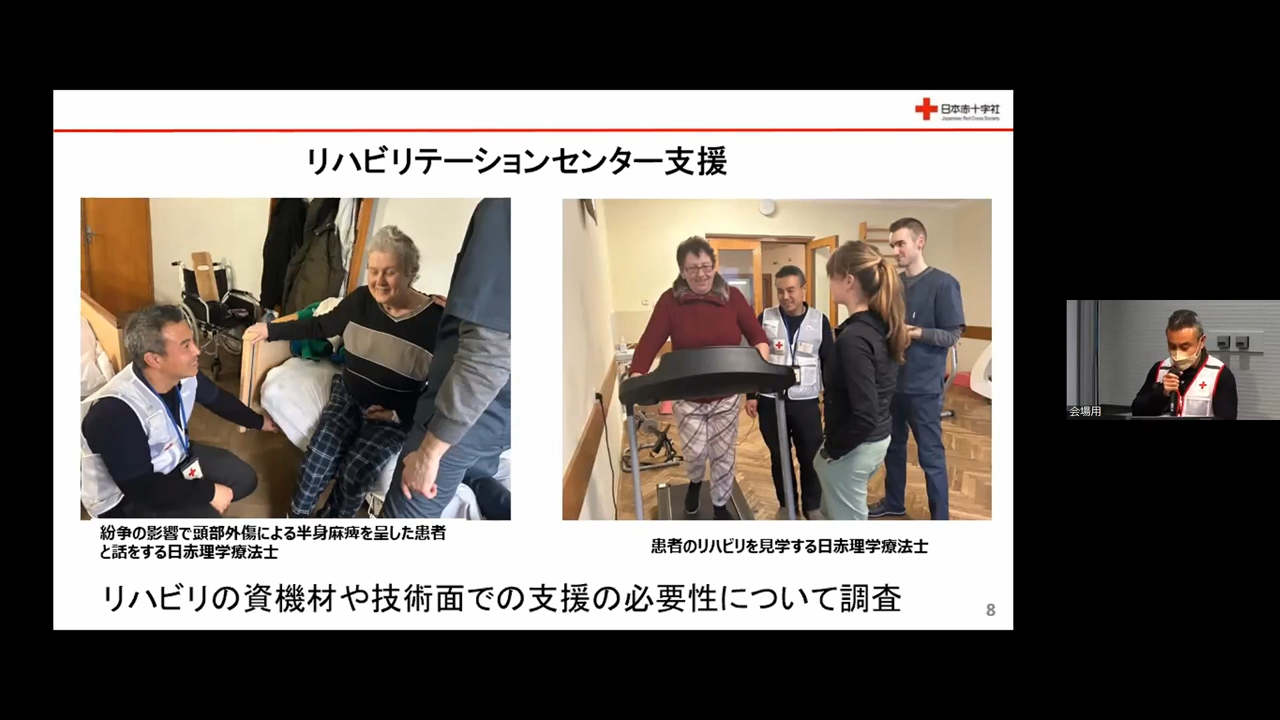 日本赤十字社
Japanese Red Cross Society
リハビリテーションセンター支援
紛争の影響で頭部外傷による半身麻痺を呈した患者
と話をする日赤理学療法士
患者のリハビリを見学する日赤理学療法士
リハビリの資機材や技術面での支援の必要性について調査
8
会場用